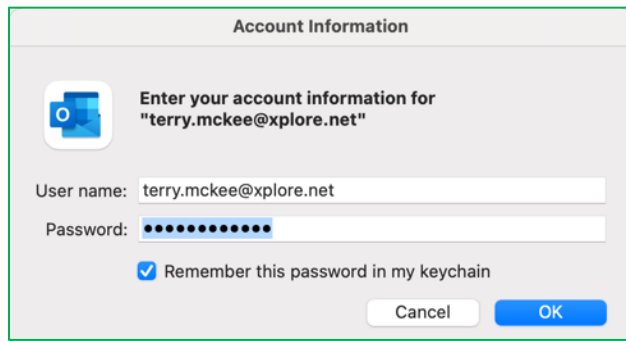 Account Information
Enter your account information for
"terry.mckee@xplore.net"
User name: terry.mckee@xplore.net
Password: ●●●●●●●●●●●●
Remember this password in my keychain
Cancel OK